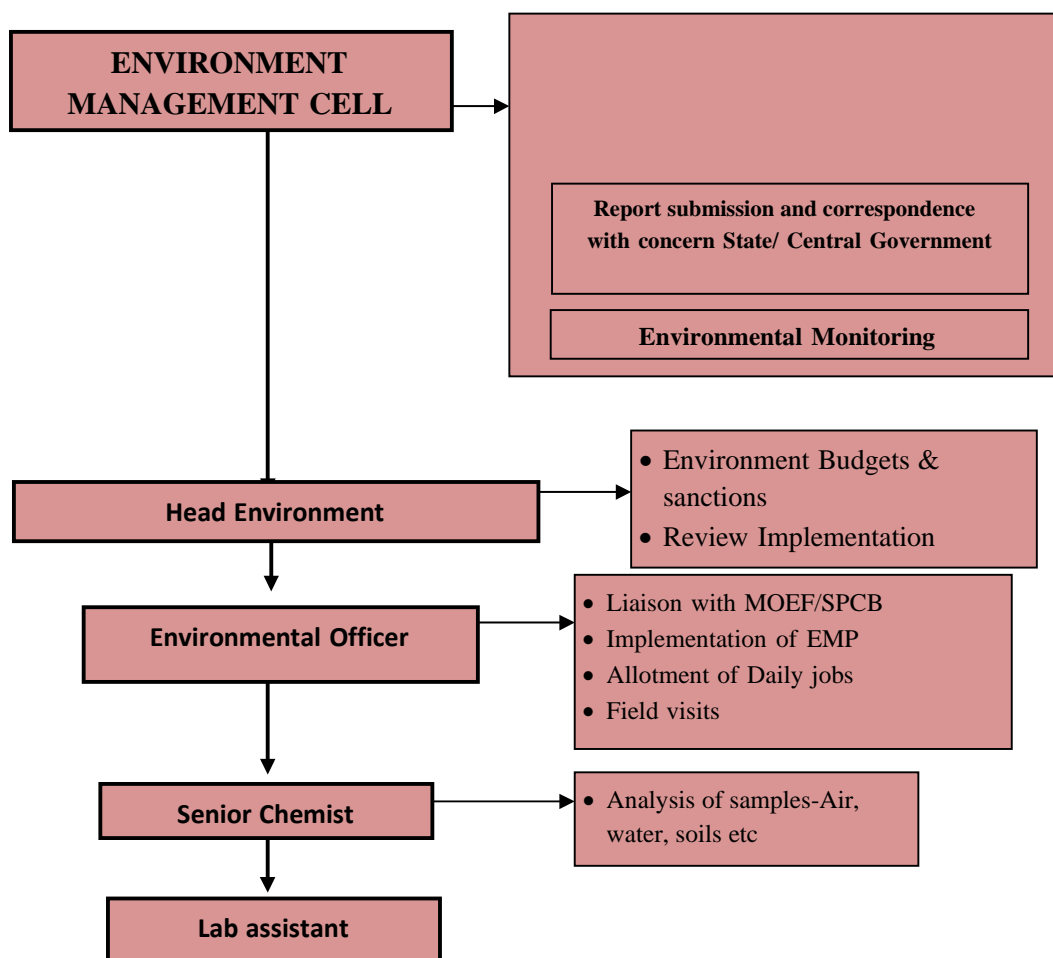 ENVIRONMENT
MANAGEMENT CELL
Report submission and correspondence
with concern State/ Central Government
Environmental Monitoring
Head Environment
• Environment Budgets &
sanctions
• Review Implementation
Environmental Officer
• Liaison with MOEF/SPCB
• Implementation of EMP
• Allotment of Daily jobs
• Field visits
Senior Chemist
• Analysis of samples-Air,
water, soils etc
Lab assistant